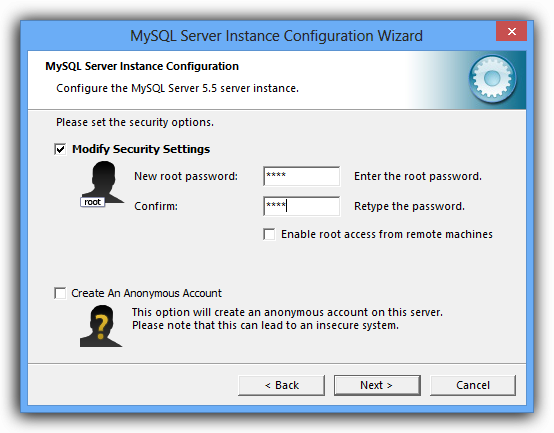 MySQL Server Instance Configuration Wizard
MySQL Server Instance Configuration
Configure the MySQL Server 5.5 server instance.
Please set the security options.
Modify Security Settings
root
New root password: **** Enter the root password.
Confirm: **** Retype the password.
Enable root access from remote machines
Create An Anonymous Account
This option will create an anonymous account on this server.
Please note that this can lead to an insecure system.
< Back Next > Cancel